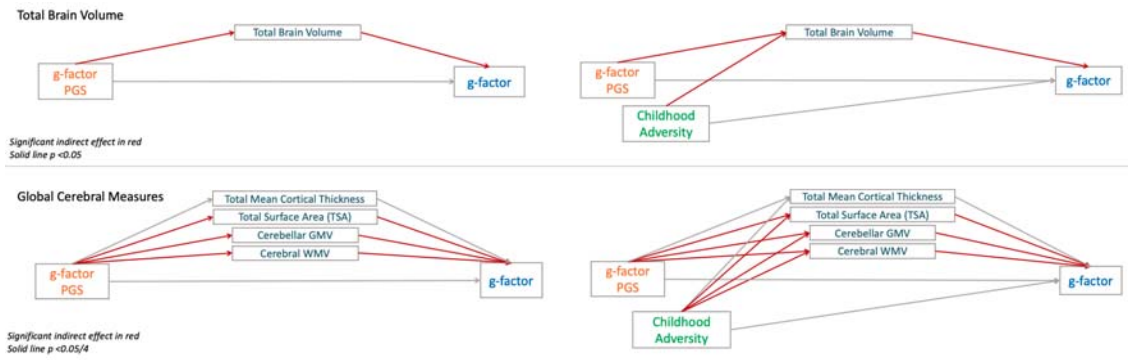 Total Brain Volume
Total Brain Volume
g-factor
PGS
g-factor
Significant indirect effect in red
Solid line p <0.05
Total Brain Volume
g-factor
PGS
g-factor
Childhood
Adversity
Global Cerebral Measures
Total Mean Cortical Thickness
Total Surface Area (TSA)
Cerebellar GMV
Cerebral WMV
g-factor
PGS
g-factor
Significant indirect effect in red
Solid line p <0.05/4
Total Mean Cortical Thickness
Total Surface Area (TSA)
Cerebellar GMV
Cerebral WMV
g-factor
PGS
g-factor
Childhood
Adversity